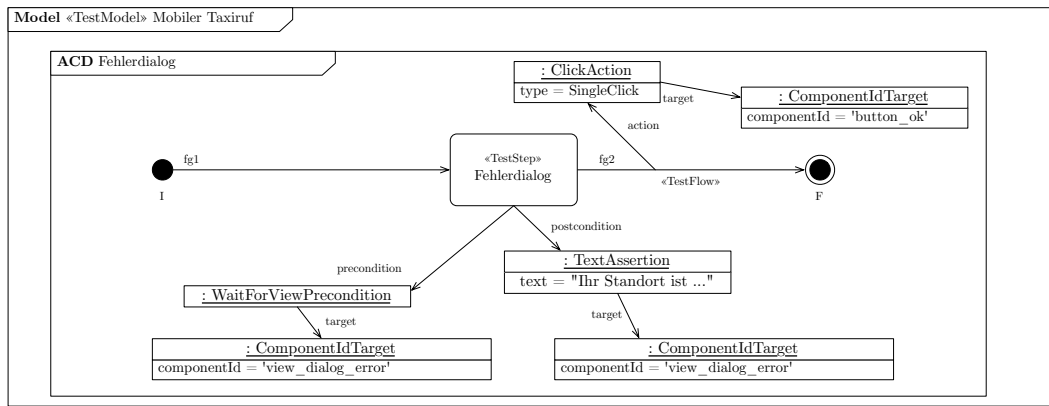 Model «TestModel» Mobiler Taxiruf
ACD Fehlerdialog
: ClickAction
type = SingleClick
target
: ComponentIdTarget
componentId = 'button_ok'
action
fg1
«TestStep»
Fehlerdialog
fg2
«TestFlow»
I
F
postcondition
precondition
: TextAssertion
text = "Ihr Standort ist ..."
: WaitForViewPrecondition
target
target
: ComponentIdTarget
componentId = 'view_dialog_error'
: ComponentIdTarget
componentId = 'view_dialog_error'